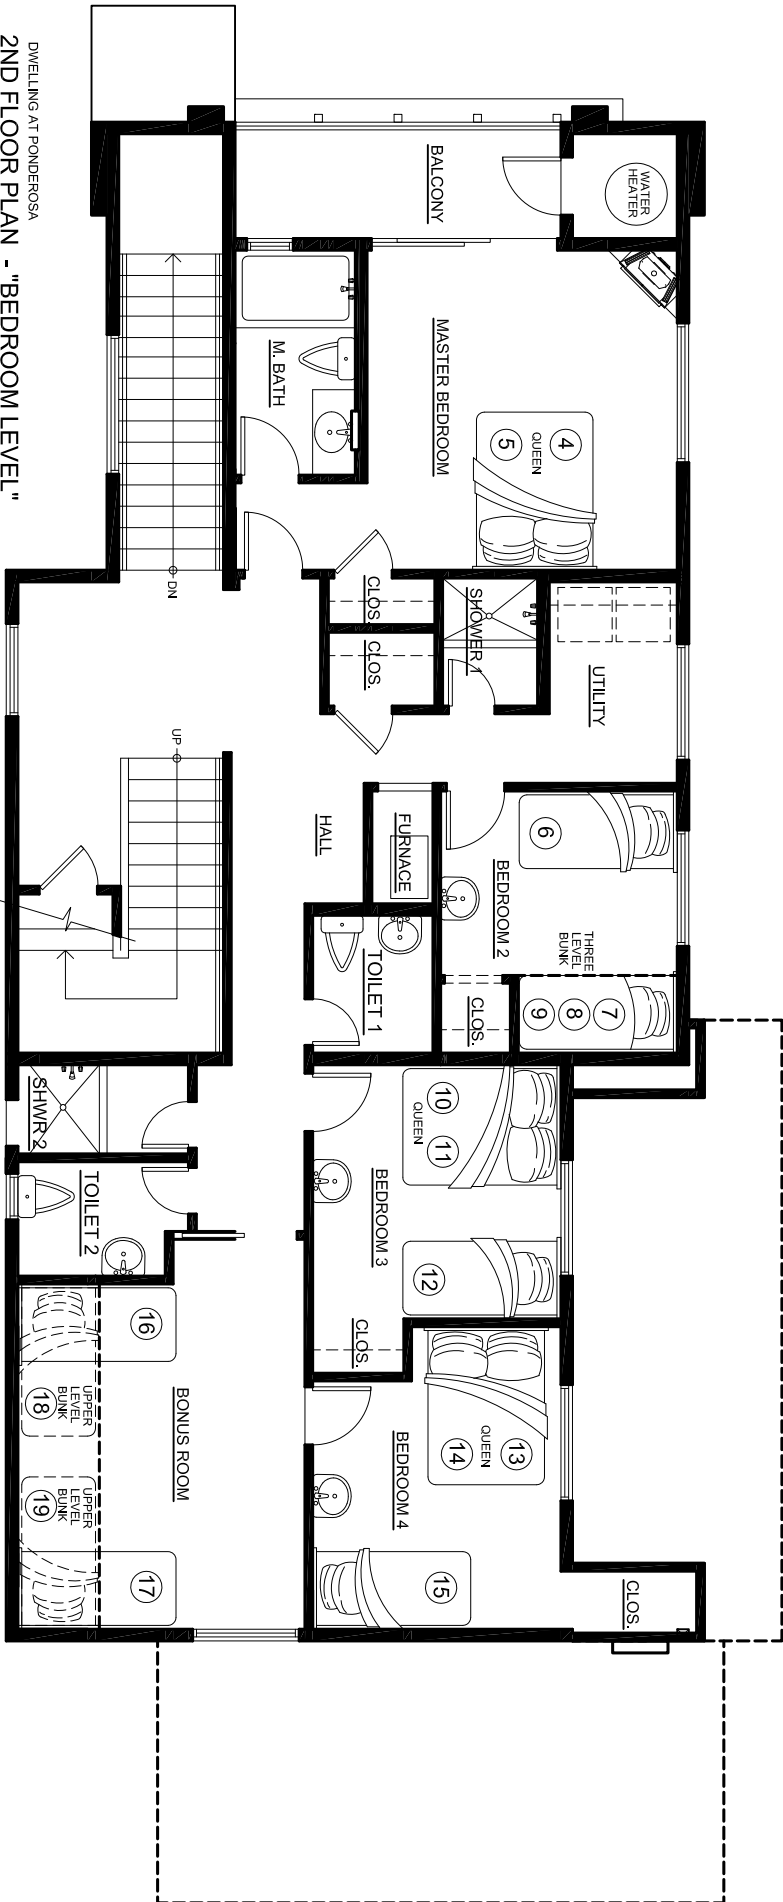 DWELLING AT PONDEROSA
2ND FLOOR PLAN - "BEDROOM LEVEL"
WATER
HEATER
BALCONY
MASTER BEDROOM
4
QUEEN
5
M. BATH
CLOS.
CLOS.
SHOWER 1
UTILITY
DN
UP
HALL
FURNACE
6
BEDROOM 2
THREE
LEVEL
BUNK
7
8
9
CLOS.
TOILET 1
SHWR 2
TOILET 2
10
QUEEN
11
BEDROOM 3
12
CLOS.
13
QUEEN
14
BEDROOM 4
15
CLOS.
16
BONUS ROOM
UPPER
LEVEL
BUNK
18
UPPER
LEVEL
BUNK
19
17